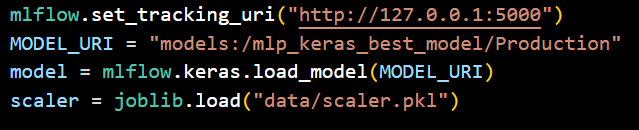 mlflow.set_tracking_uri("http://127.0.0.1:5000")
MODEL_URI = "models:/mlp_keras_best_model/Production"
model = mlflow.keras.load_model(MODEL_URI)
scaler = joblib.load("data/scaler.pkl")